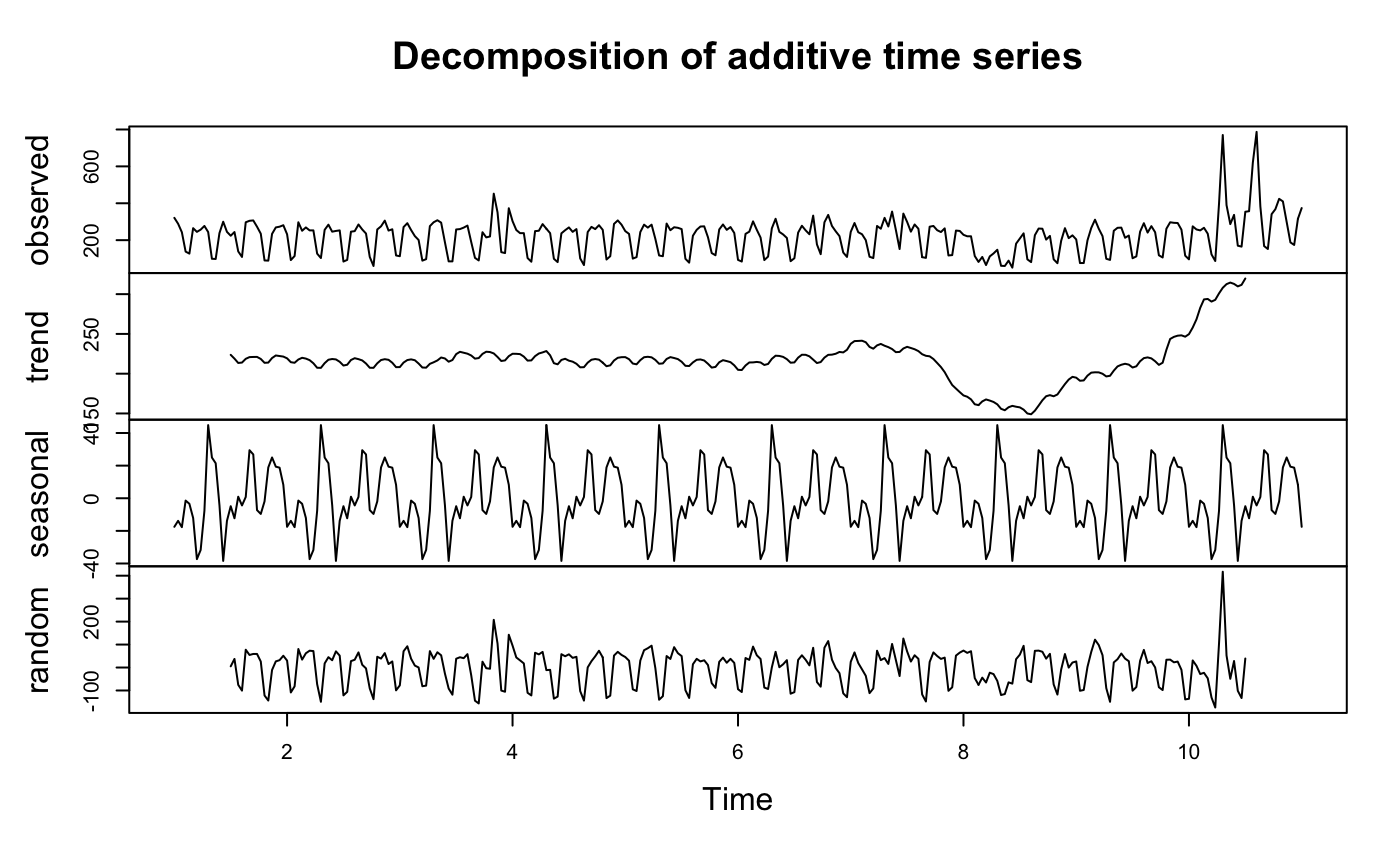 Decomposition of additive time series
observed
200 600
trend
150 250
seasonal
-40 0 40
random
-100 200
2 4 6 8 10
Time